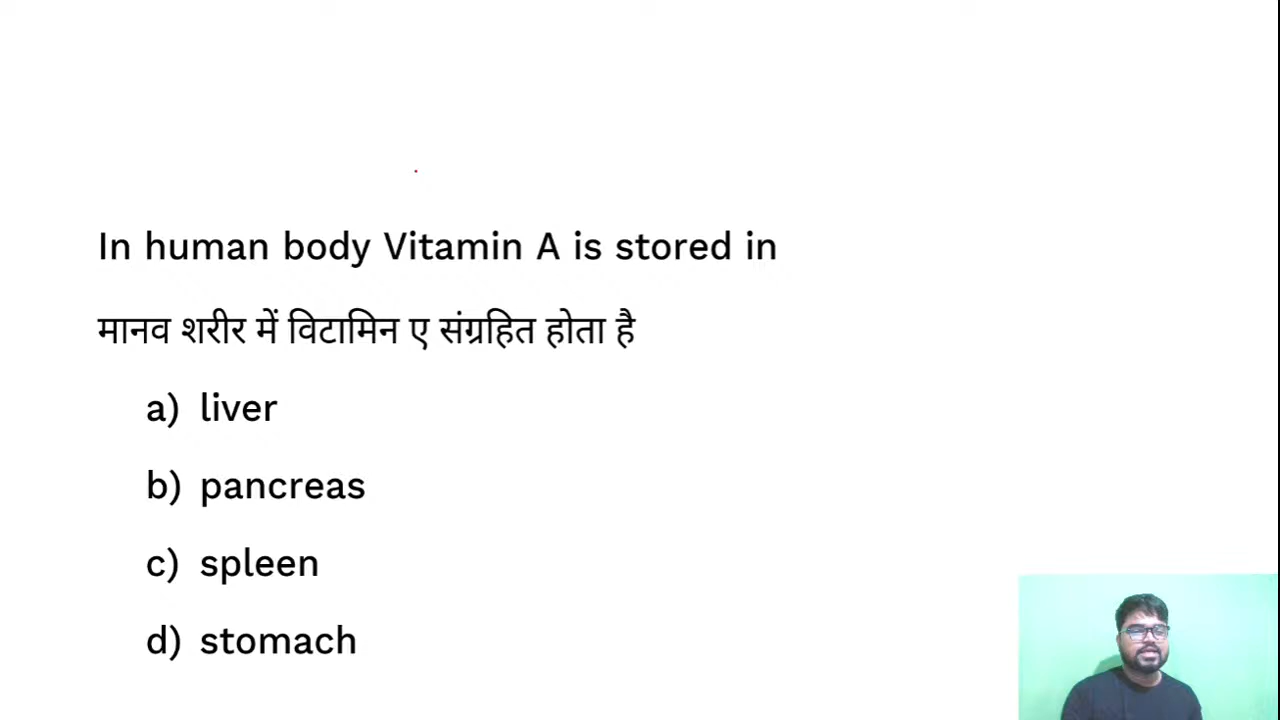 In human body Vitamin A is stored in
मानव शरीर में विटामिन ए संग्रहित होता है
a) liver
b) pancreas
c) spleen
d) stomach